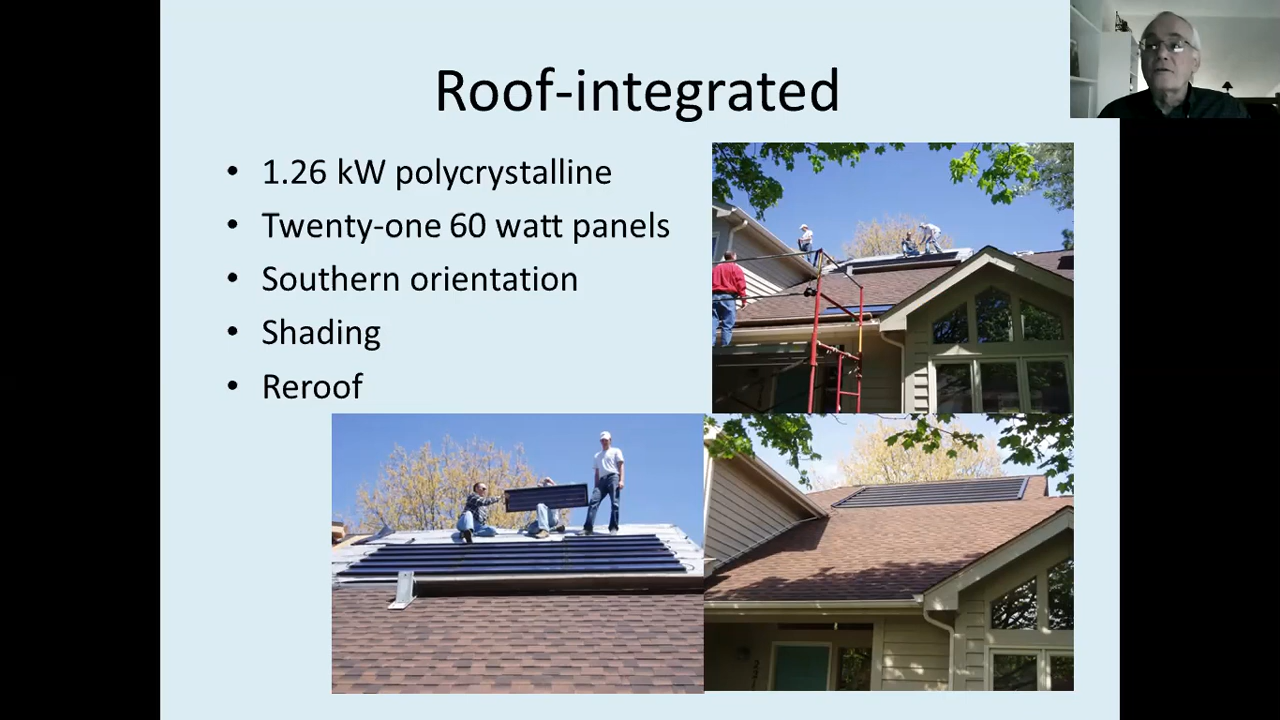 Roof-integrated
• 1.26 kW polycrystalline
• Twenty-one 60 watt panels
• Southern orientation
• Shading
• Reroof